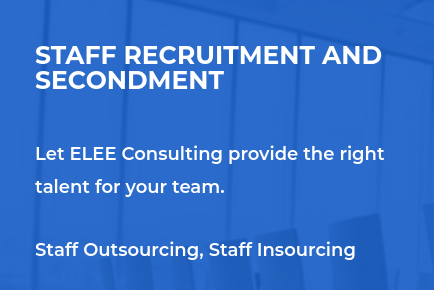 STAFF RECRUITMENT AND
SECONDMENT
Let ELEE Consulting provide the right
talent for your team.
Staff Outsourcing, Staff Insourcing